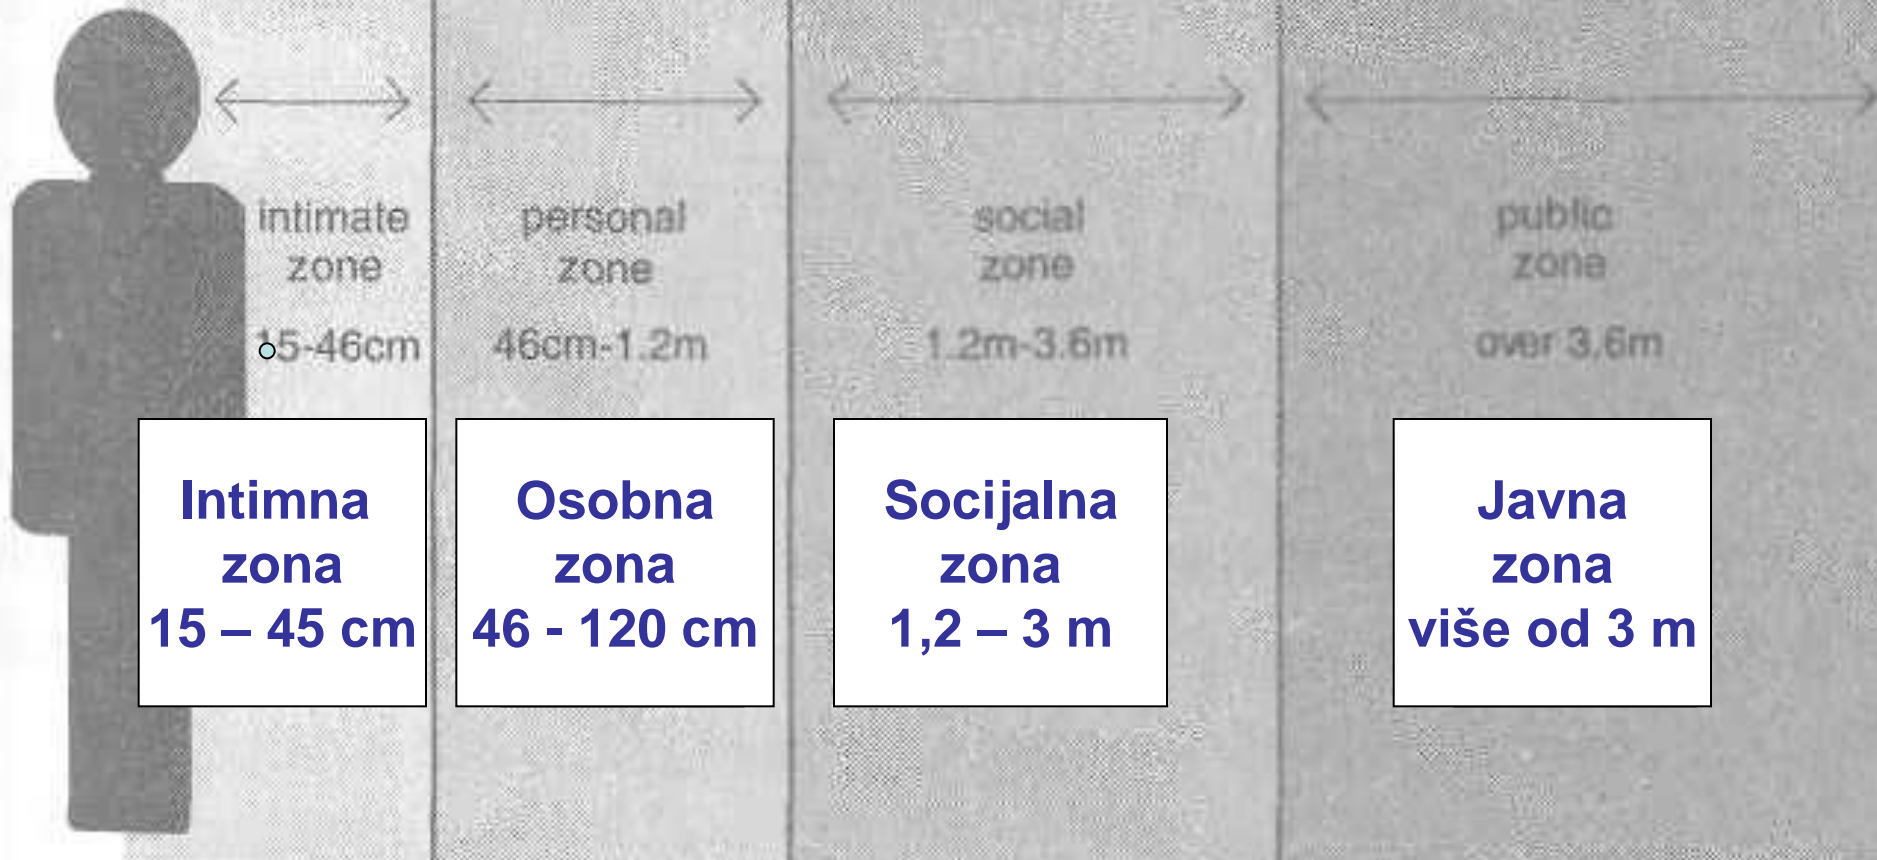 intimate
zone
15-46cm
personal
zone
46cm-1.2m
social
zone
1.2m-3.6m
public
zone
over 3.6m
Intimna
zona
15 – 45 cm
Osobna
zona
46 - 120 cm
Socijalna
zona
1,2 – 3 m
Javna
zona
više od 3 m